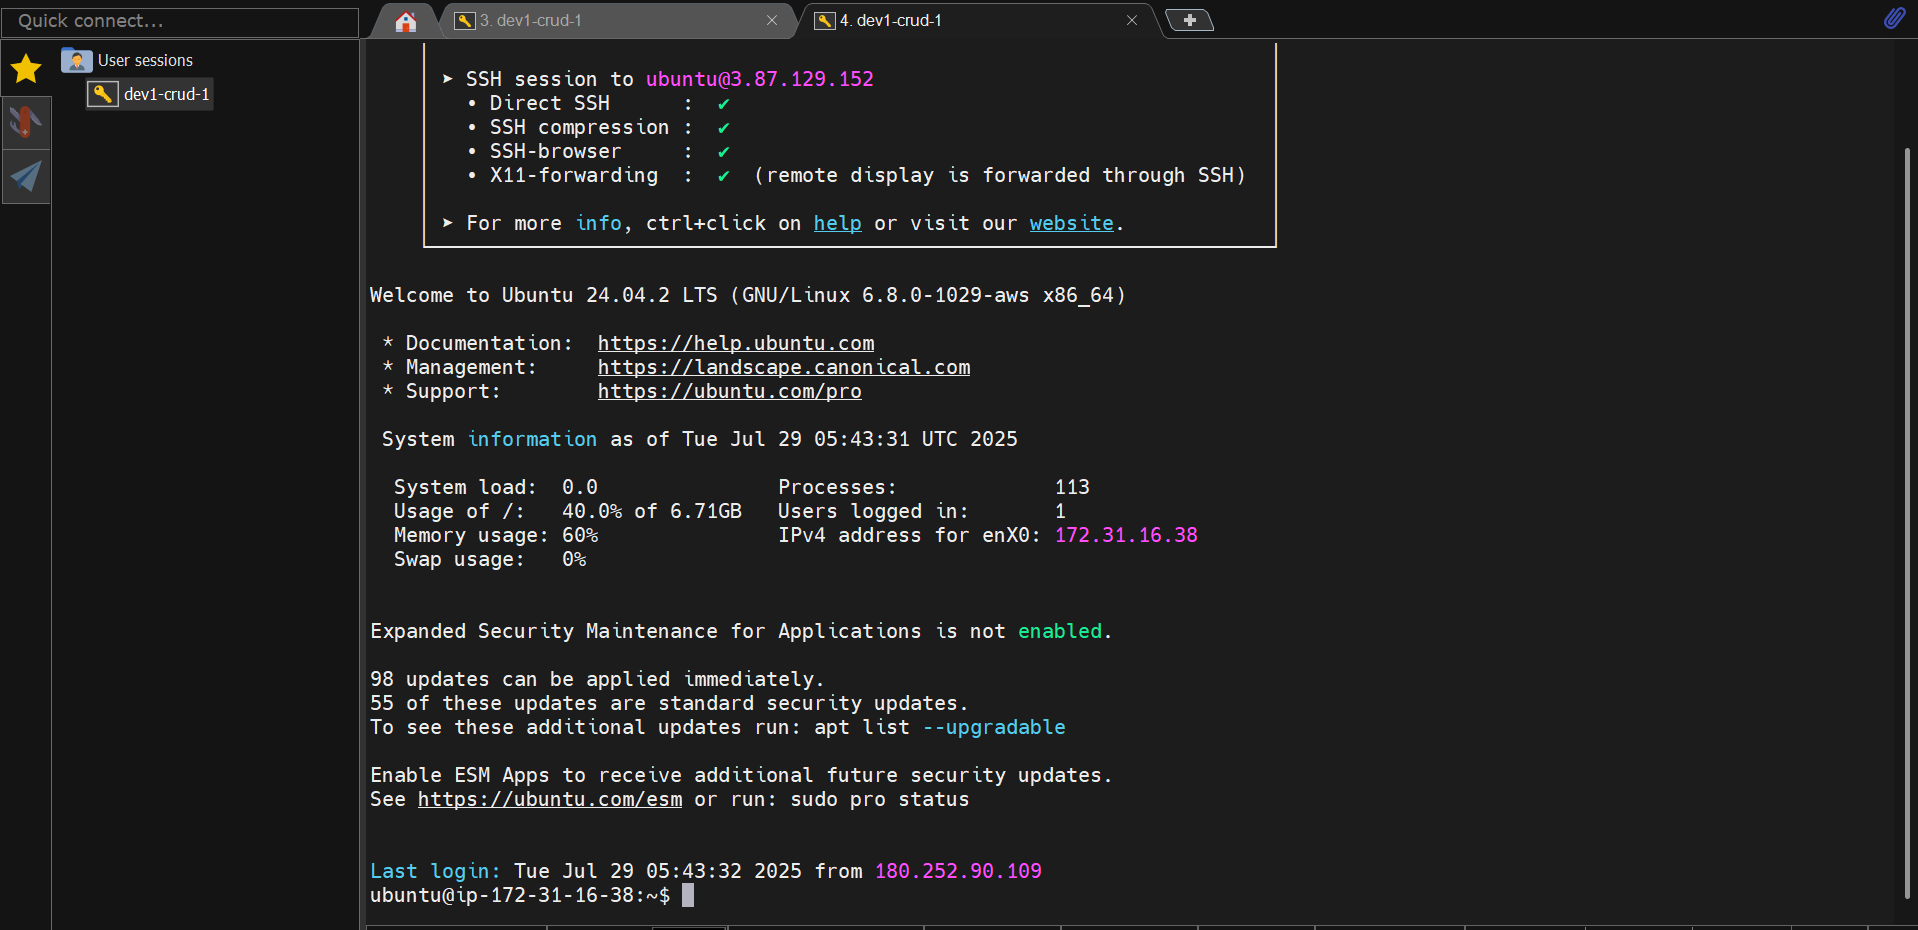 Quick connect...
3. dev1-crud-1
4. dev1-crud-1
User sessions
dev1-crud-1
➤ SSH session to ubuntu@3.87.129.152
• Direct SSH : ✔
• SSH compression : ✔
• SSH-browser : ✔
• X11-forwarding : ✔ (remote display is forwarded through SSH)
➤ For more info, ctrl+click on help or visit our website.
Welcome to Ubuntu 24.04.2 LTS (GNU/Linux 6.8.0-1029-aws x86_64)
* Documentation: https://help.ubuntu.com
* Management: https://landscape.canonical.com
* Support: https://ubuntu.com/pro
System information as of Tue Jul 29 05:43:31 UTC 2025
System load: 0.0 Processes: 113
Usage of /: 40.0% of 6.71GB Users logged in: 1
Memory usage: 60% IPv4 address for enX0: 172.31.16.38
Swap usage: 0%
Expanded Security Maintenance for Applications is not enabled.
98 updates can be applied immediately.
55 of these updates are standard security updates.
To see these additional updates run: apt list --upgradable
Enable ESM Apps to receive additional future security updates.
See https://ubuntu.com/esm or run: sudo pro status
Last login: Tue Jul 29 05:43:32 2025 from 180.252.90.109
ubuntu@ip-172-31-16-38:~$